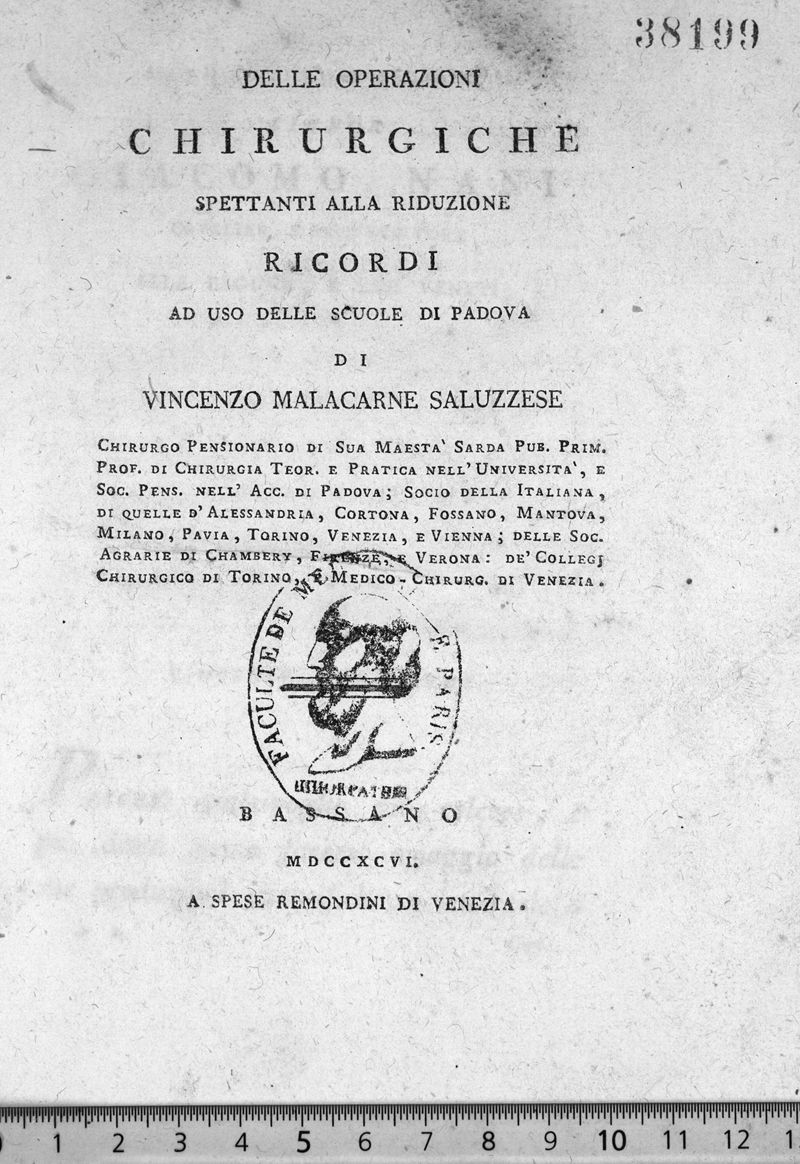 38199
DELLE OPERAZIONI
CHIRURGICHE
SPETTANTI ALLA RIDUZIONE
RICORDI
AD USO DELLE SCUOLE DI PADOVA
DI
VINCENZO MALACARNE SALUZZESE
CHIRURGO PENSIONARIO DI SUA MAESTA' SARDA PUB. PRIM.
PROF. DI CHIRURGIA TEOR. E PRATICA NELL'UNIVERSITA', E
SOC. PENS. NELL' ACC. DI PADOVA; SOCIO DELLA ITALIANA,
DI QUELLE D'ALESSANDRIA, CORTONA, FOSSANO, MANTOVA,
MILANO, PAVIA, TORINO, VENEZIA, E VIENNA; DELLE SOC.
AGRARIE DI CHAMBERY, FIRENZE, E VERONA: DE' COLLEGJ
CHIRURGICO DI TORINO, E MEDICO-CHIRURG. DI VENEZIA.
FACULTE DE ME E PARIS
BASSANO
MDCCXCVI.
A SPESE REMONDINI DI VENEZIA.
0 1 2 3 4 5 6 7 8 9 10 11 12